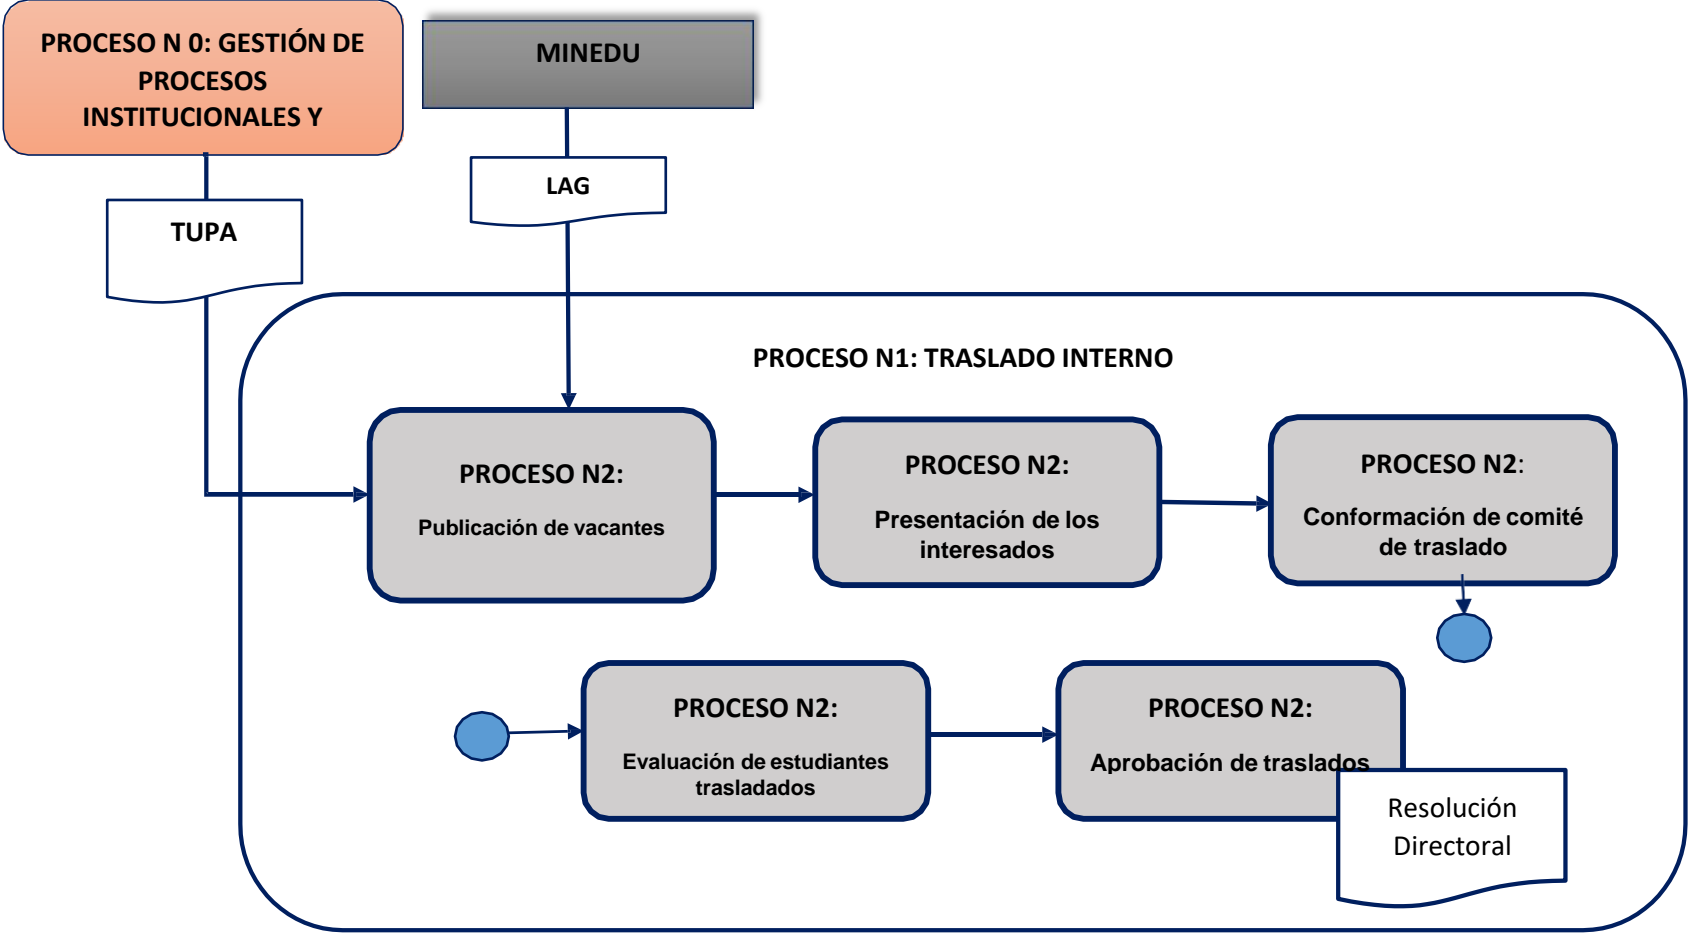 PROCESO N 0: GESTIÓN DE
PROCESOS
INSTITUCIONALES Y
MINEDU
TUPA
LAG
PROCESO N1: TRASLADO INTERNO
PROCESO N2:
Publicación de vacantes
PROCESO N2:
Presentación de los
interesados
PROCESO N2:
Conformación de comité
de traslado
PROCESO N2:
Evaluación de estudiantes
trasladados
PROCESO N2:
Aprobación de traslados
Resolución
Directoral